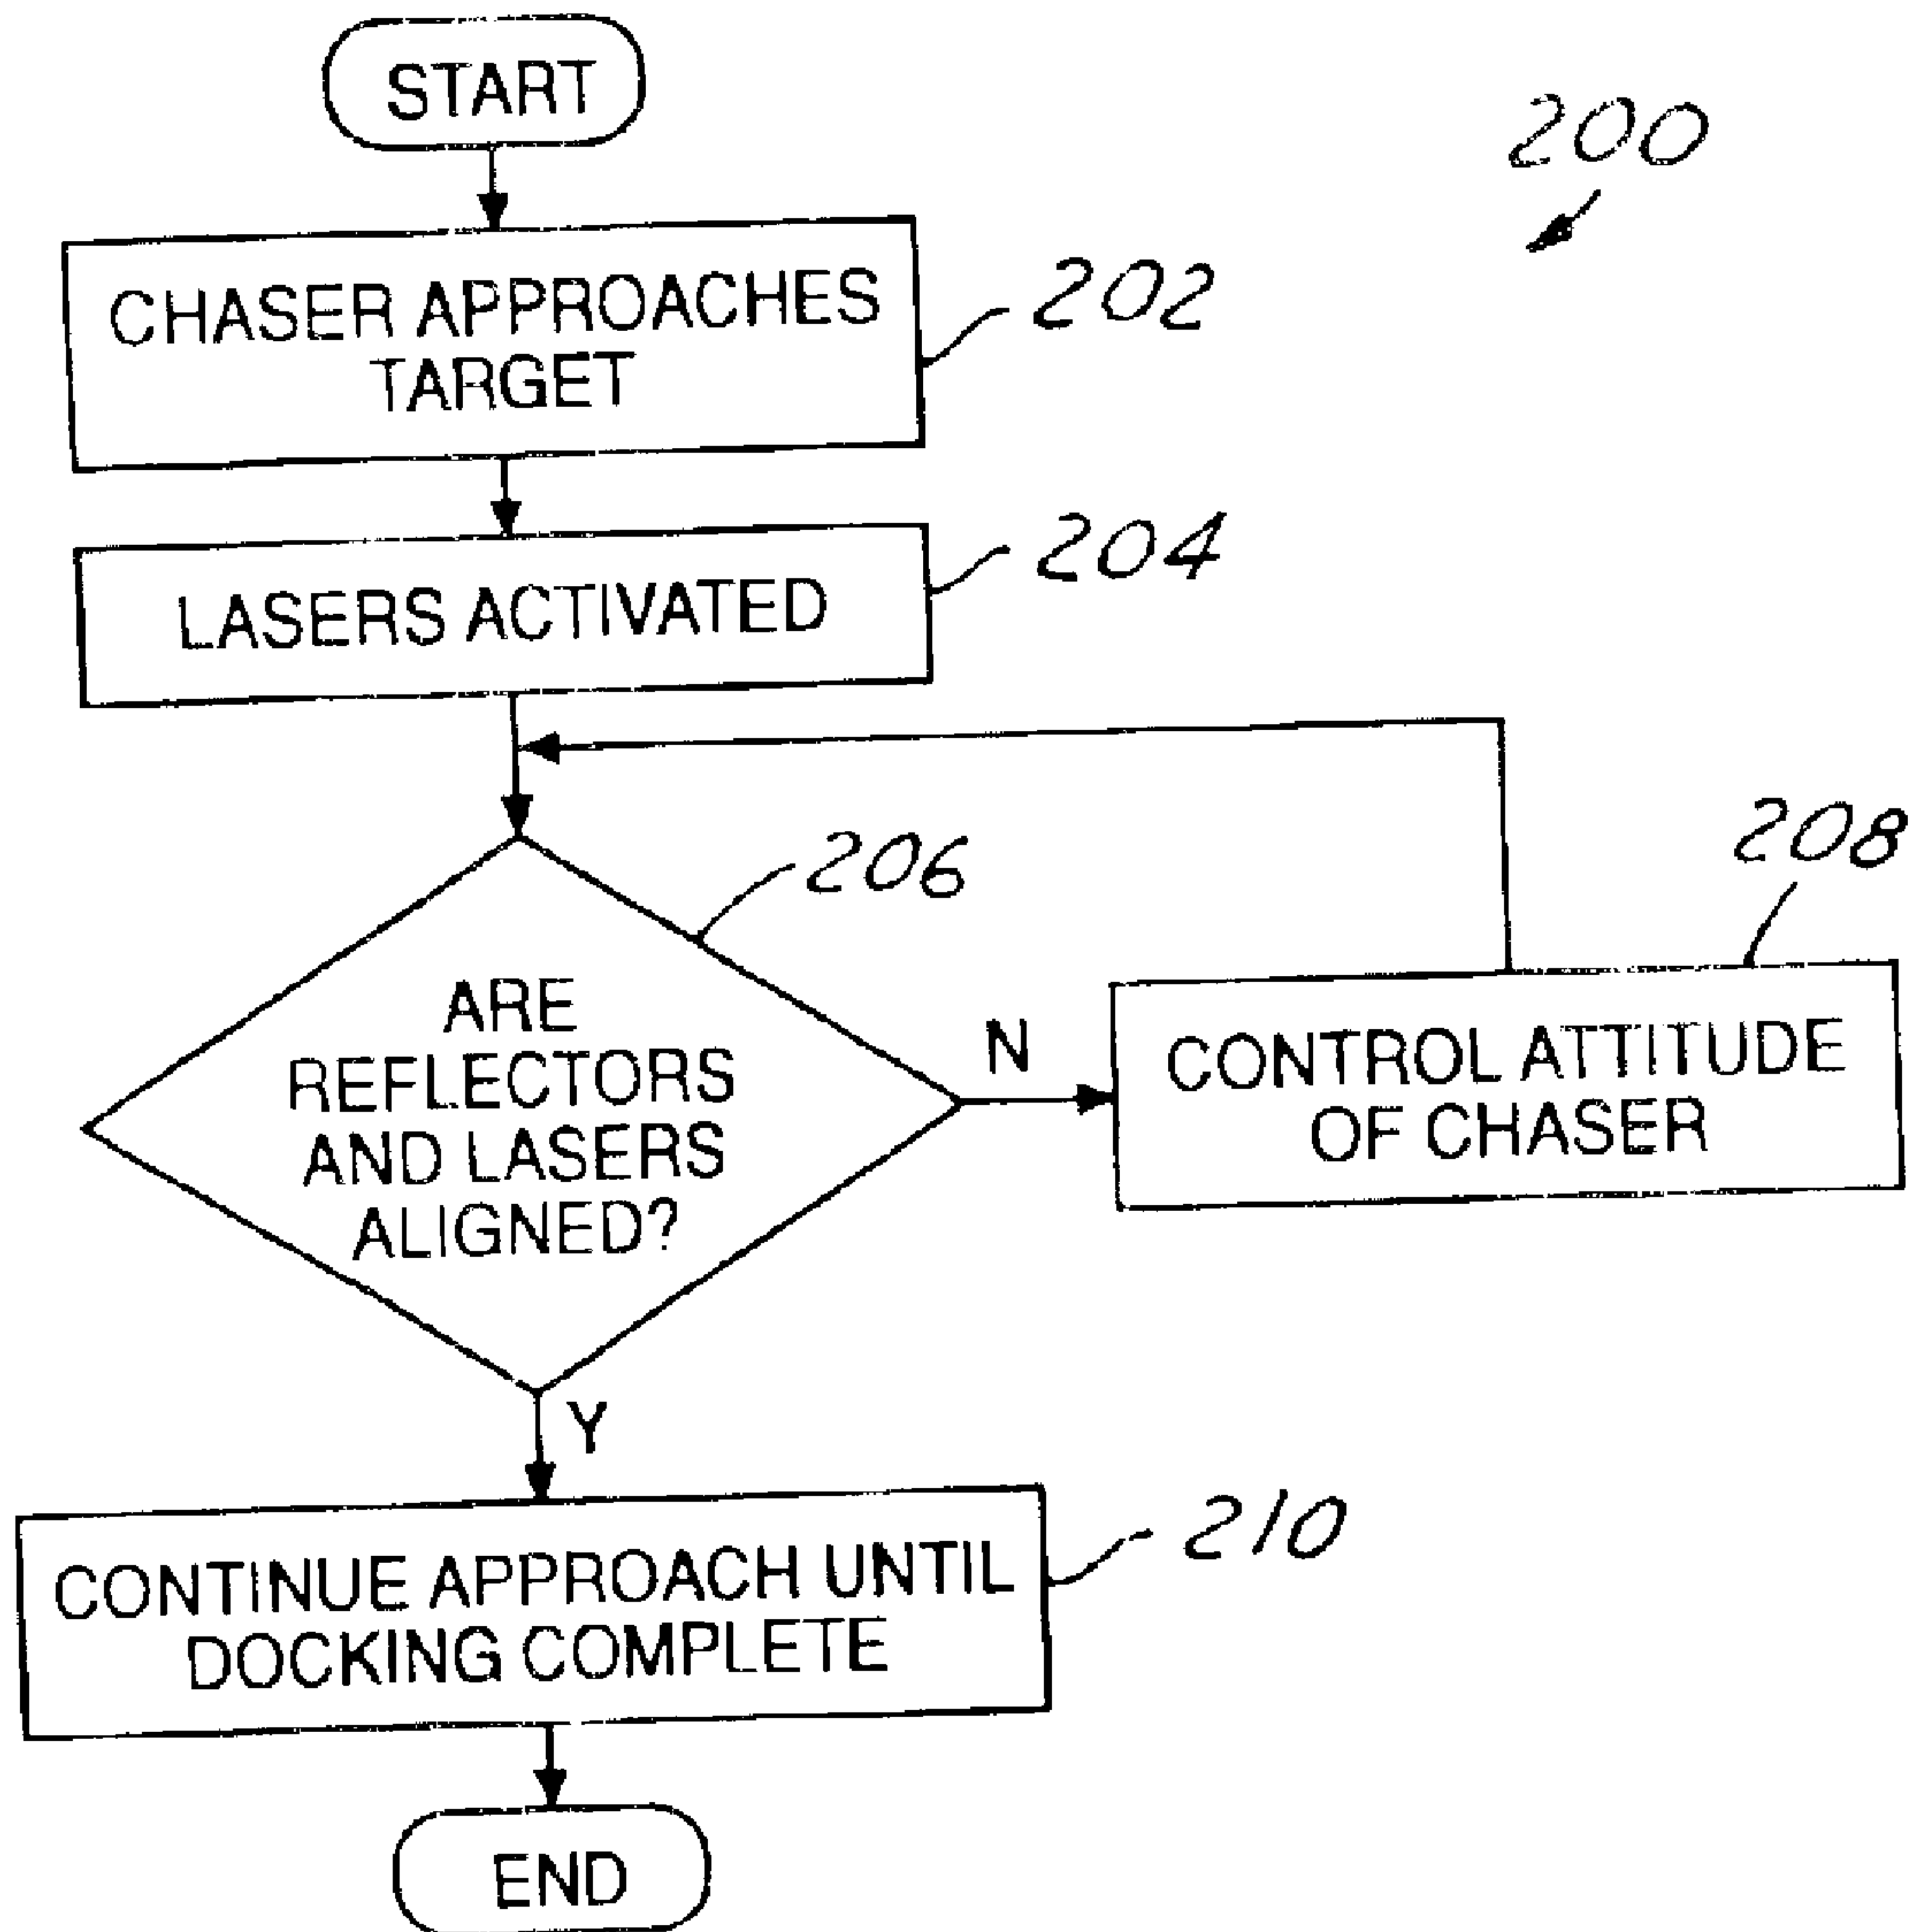 START
200
CHASER APPROACHES
TARGET
202
LASERS ACTIVATED
204
206
ARE
REFLECTORS
AND LASERS
ALIGNED?
N
208
CONTROL ATTITUDE
OF CHASER
Y
CONTINUE APPROACH UNTIL
DOCKING COMPLETE
210
END